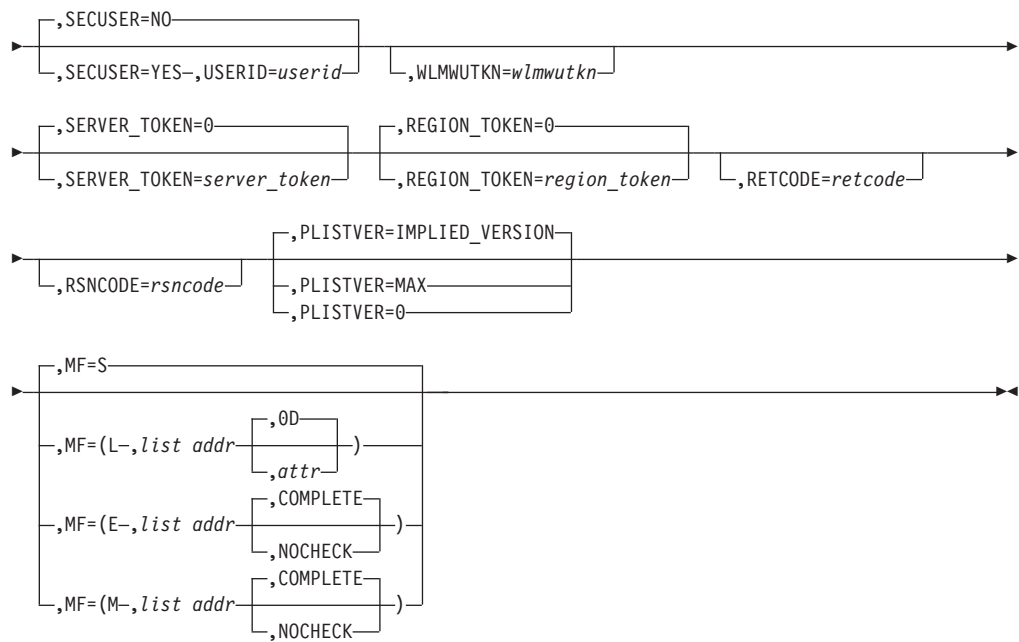 ,SECUSER=NO
,SECUSER=YES–,USERID=userid ,WLMWUTKN=wlmwutkn
,SERVER_TOKEN=0 ,REGION_TOKEN=0
,SERVER_TOKEN=server_token ,REGION_TOKEN=region_token ,RETCODE=retcode
,PLISTVER=IMPLIED_VERSION
,RSNCODE=rsncode ,PLISTVER=MAX
,PLISTVER=0
,MF=S
,0D
,MF=(L–,list addr )
,attr
,COMPLETE
,MF=(E–,list addr )
,NOCHECK
,COMPLETE
,MF=(M–,list addr )
,NOCHECK